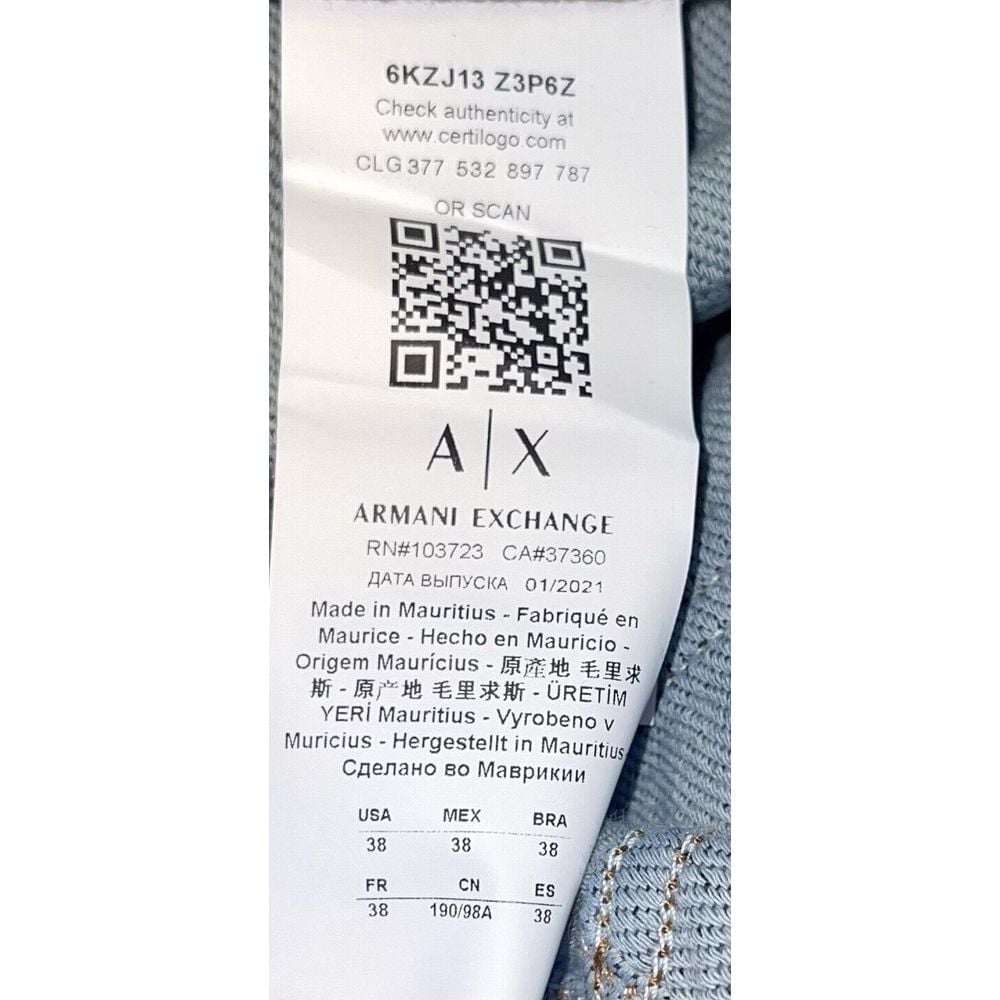 6KZJ13 Z3P6Z
Check authenticity at
www.certilogo.com
CLG 377 532 897 787
OR SCAN
A|X
ARMANI EXCHANGE
RN#103723 CA#37360
ДАТА ВЫПУСКА 01/2021
Made in Mauritius - Fabriqué en
Maurice - Hecho en Mauricio -
Origem Maurícius - 原產地 毛里求
斯 - 原产地 毛里求斯 - ÜRETİM
YERİ Mauritius - Vyrobeno v
Muricius - Hergestellt in Mauritius -
Сделано во Маврикии
USA MEX BRA
38 38 38
FR CN ES
38 190/98A 38